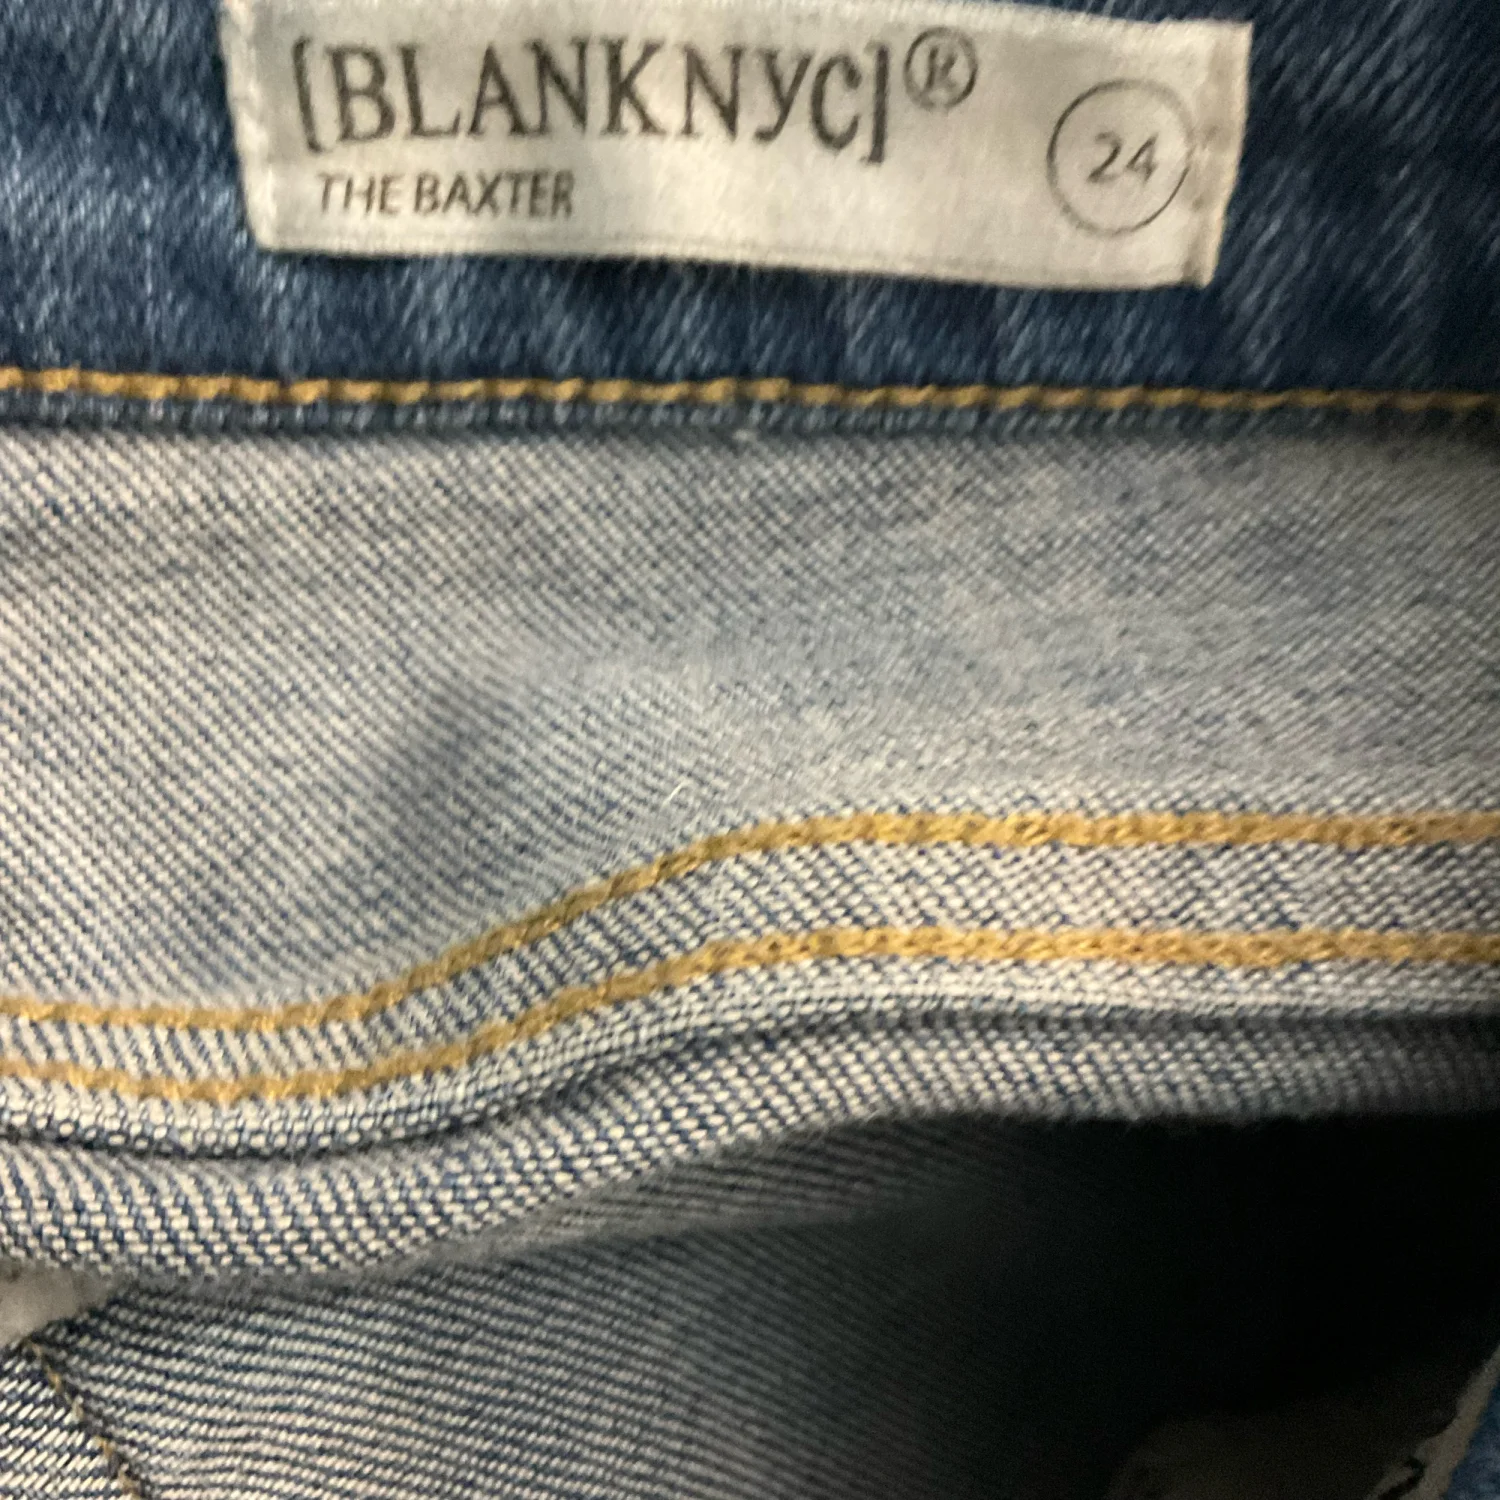 [BLANKNYC]®
24
THE BAXTER